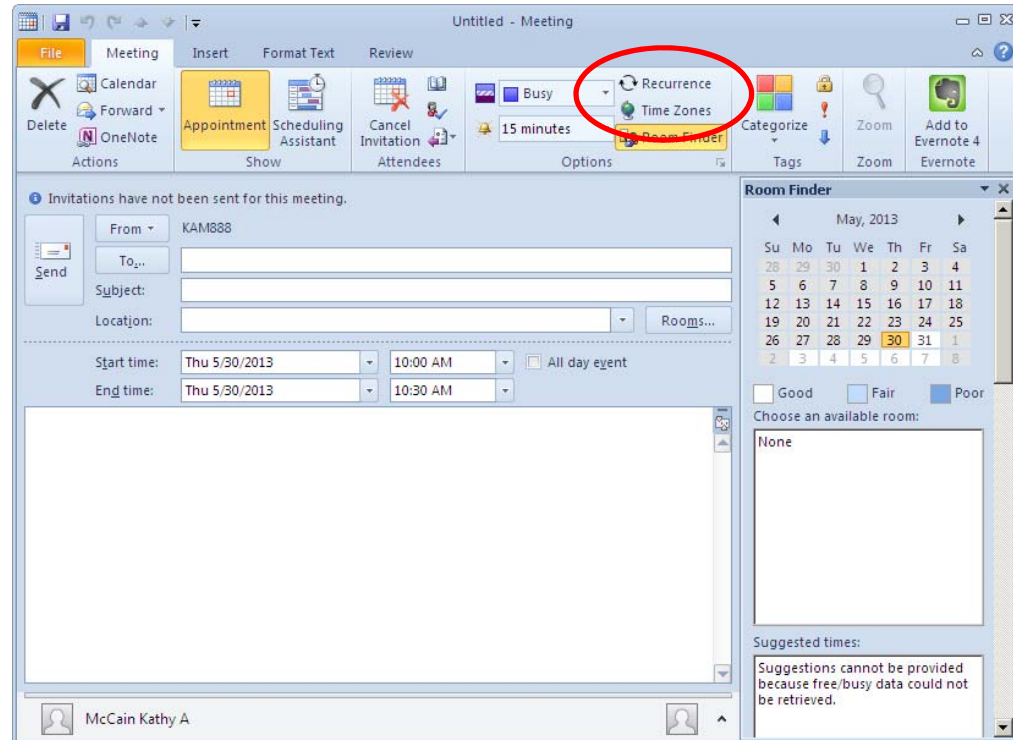 Untitled - Meeting
File Meeting Insert Format Text Review
Delete
Calendar
Forward
OneNote
Actions
Appointment
Scheduling Assistant
Show
Cancel Invitation
Attendees
Busy
15 minutes
Recurrence
Time Zones
Room Finder
Options
Categorize
Tags
Zoom
Zoom
Add to Evernote 4
Evernote
Invitations have not been sent for this meeting.
Send
From KAM888
To...
Subject:
Location: Rooms...
Start time: Thu 5/30/2013 10:00 AM All day event
End time: Thu 5/30/2013 10:30 AM
McCain Kathy A
Room Finder
May, 2013
Su Mo Tu We Th Fr Sa
28 29 30 1 2 3 4
5 6 7 8 9 10 11
12 13 14 15 16 17 18
19 20 21 22 23 24 25
26 27 28 29 30 31 1
2 3 4 5 6 7 8
Good Fair Poor
Choose an available room:
None
Suggested times:
Suggestions cannot be provided
because free/busy data could not
be retrieved.